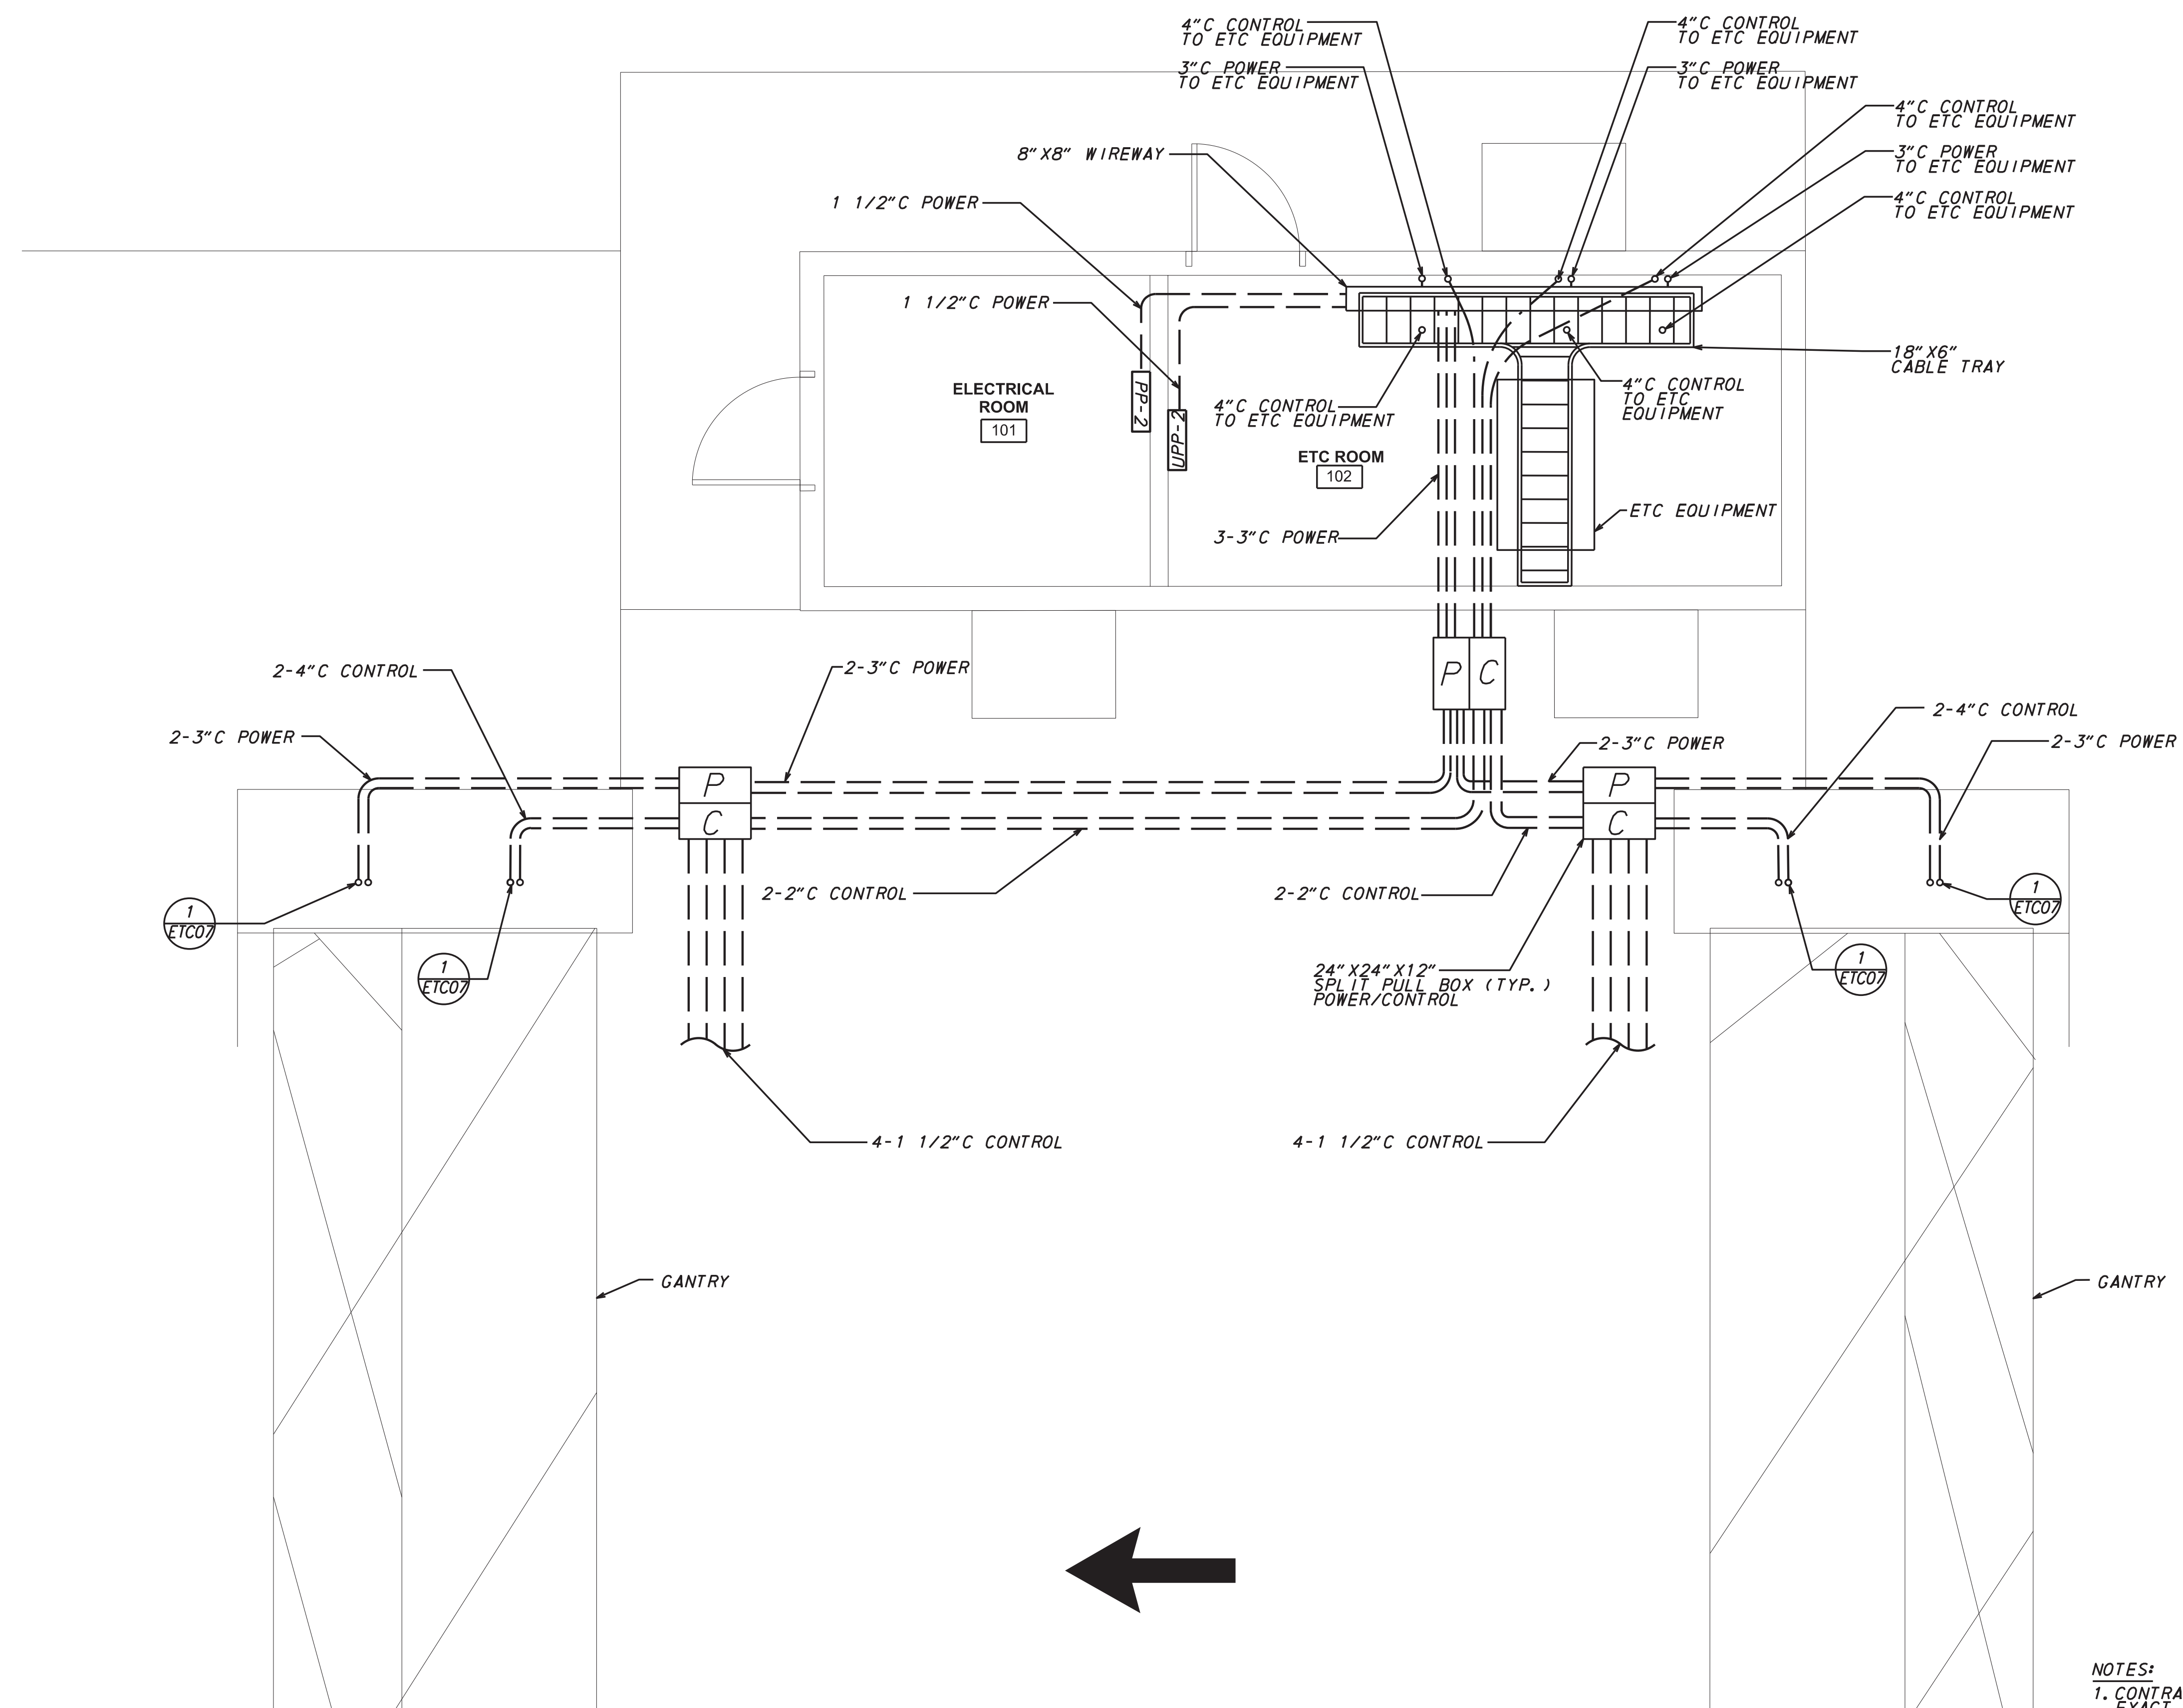 4"C CONTROL
TO ETC EQUIPMENT
4"C CONTROL
TO ETC EQUIPMENT
3"C POWER
TO ETC EQUIPMENT
3"C POWER
TO ETC EQUIPMENT
4"C CONTROL
TO ETC EQUIPMENT
8"X8" WIREWAY
3"C POWER
TO ETC EQUIPMENT
1 1/2"C POWER
4"C CONTROL
TO ETC EQUIPMENT
1 1/2"C POWER
18"X6"
CABLE TRAY
ELECTRICAL
ROOM
101
PP-2
UPP-2
4"C CONTROL
TO ETC EQUIPMENT
4"C CONTROL
TO ETC
EQUIPMENT
ETC ROOM
102
ETC EQUIPMENT
3-3"C POWER
2-4"C CONTROL
2-3"C POWER
P C
2-4"C CONTROL
2-3"C POWER
2-3"C POWER
2-3"C POWER
P
C
P
C
2-2"C CONTROL
2-2"C CONTROL
1
ETC07
1
ETC07
1
ETC07
1
ETC07
24"X24"X12"
SPLIT PULL BOX (TYP.)
POWER/CONTROL
4-1 1/2"C CONTROL
4-1 1/2"C CONTROL
GANTRY
GANTRY
NOTES:
1. CONTRA
EXACT